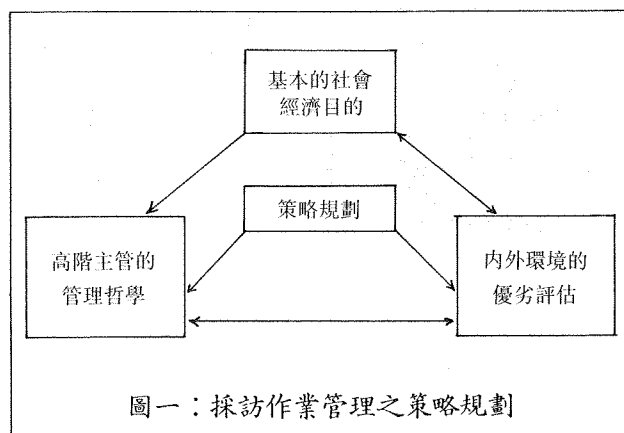 基本的社會
經濟目的
策略規劃
高階主管的
管理哲學
內外環境的
優劣評估
圖一：採訪作業管理之策略規劃